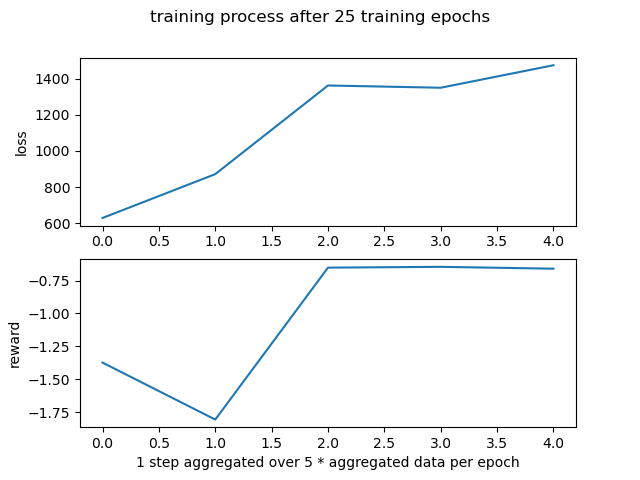 training process after 25 training epochs
1400
1200
1000
800
600
loss
0.0 0.5 1.0 1.5 2.0 2.5 3.0 3.5 4.0
−0.75
−1.00
−1.25
−1.50
−1.75
reward
0.0 0.5 1.0 1.5 2.0 2.5 3.0 3.5 4.0
1 step aggregated over 5 * aggregated data per epoch